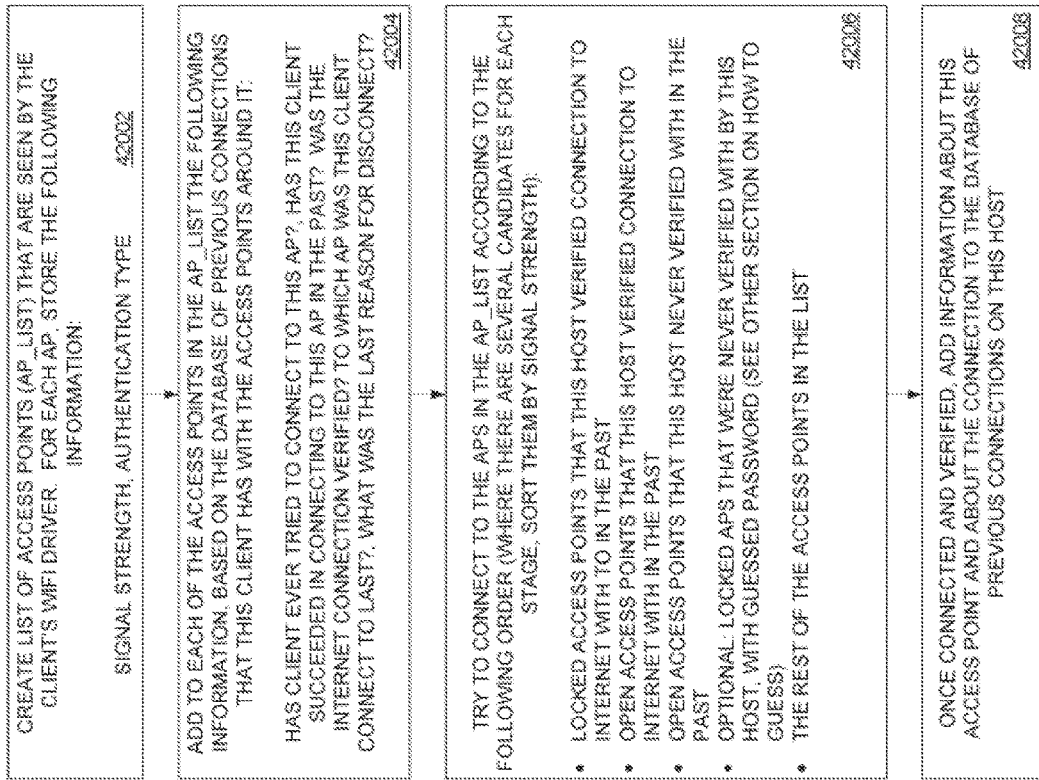 CREATE LIST OF ACCESS POINTS (AP_LIST) THAT ARE SEEN BY THE
CLIENT'S WIFI DRIVER. FOR EACH AP, STORE THE FOLLOWING
INFORMATION:
SIGNAL STRENGTH, AUTHENTICATION TYPE
42002
ADD TO EACH OF THE ACCESS POINTS IN THE AP_LIST THE FOLLOWING
INFORMATION, BASED ON THE DATABASE OF PREVIOUS CONNECTIONS
THAT THIS CLIENT HAS WITH THE ACCESS POINTS AROUND IT:
HAS CLIENT EVER TRIED TO CONNECT TO THIS AP?, HAS THIS CLIENT
SUCCEEDED IN CONNECTING TO THIS AP IN THE PAST? WAS THE
INTERNET CONNECTION VERIFIED? TO WHICH AP WAS THIS CLIENT
CONNECT TO LAST?, WHAT WAS THE LAST REASON FOR DISCONNECT?
42004
TRY TO CONNECT TO THE APS IN THE AP_LIST ACCORDING TO THE
FOLLOWING ORDER (WHERE THERE ARE SEVERAL CANDIDATES FOR EACH
STAGE, SORT THEM BY SIGNAL STRENGTH):
• LOCKED ACCESS POINTS THAT THIS HOST VERIFIED CONNECTION TO
INTERNET WITH TO IN THE PAST
• OPEN ACCESS POINTS THAT THIS HOST VERIFIED CONNECTION TO
INTERNET WITH IN THE PAST
• OPEN ACCESS POINTS THAT THIS HOST NEVER VERIFIED WITH IN THE
PAST
• OPTIONAL: LOCKED APS THAT WERE NEVER VERIFIED WITH BY THIS
HOST, WITH GUESSED PASSWORD (SEE OTHER SECTION ON HOW TO
GUESS)
• THE REST OF THE ACCESS POINTS IN THE LIST
42006
ONCE CONNECTED AND VERIFIED, ADD INFORMATION ABOUT THIS
ACCESS POINT AND ABOUT THE CONNECTION TO THE DATABASE OF
PREVIOUS CONNECTIONS ON THIS HOST
42008